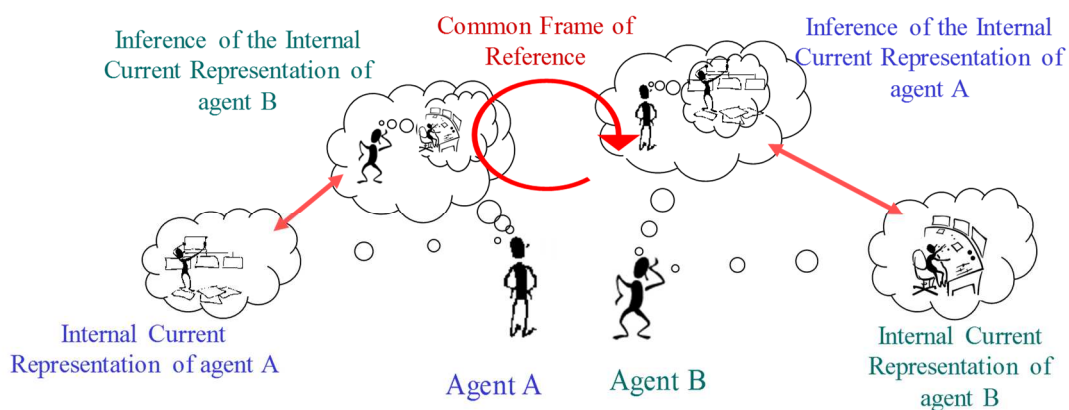 Inference of the Internal
Current Representation of
agent B
Common Frame of
Reference
Inference of the Internal
Current Representation of
agent A
Internal Current
Representation of agent A
Agent A
Agent B
Internal Current
Representation of
agent B